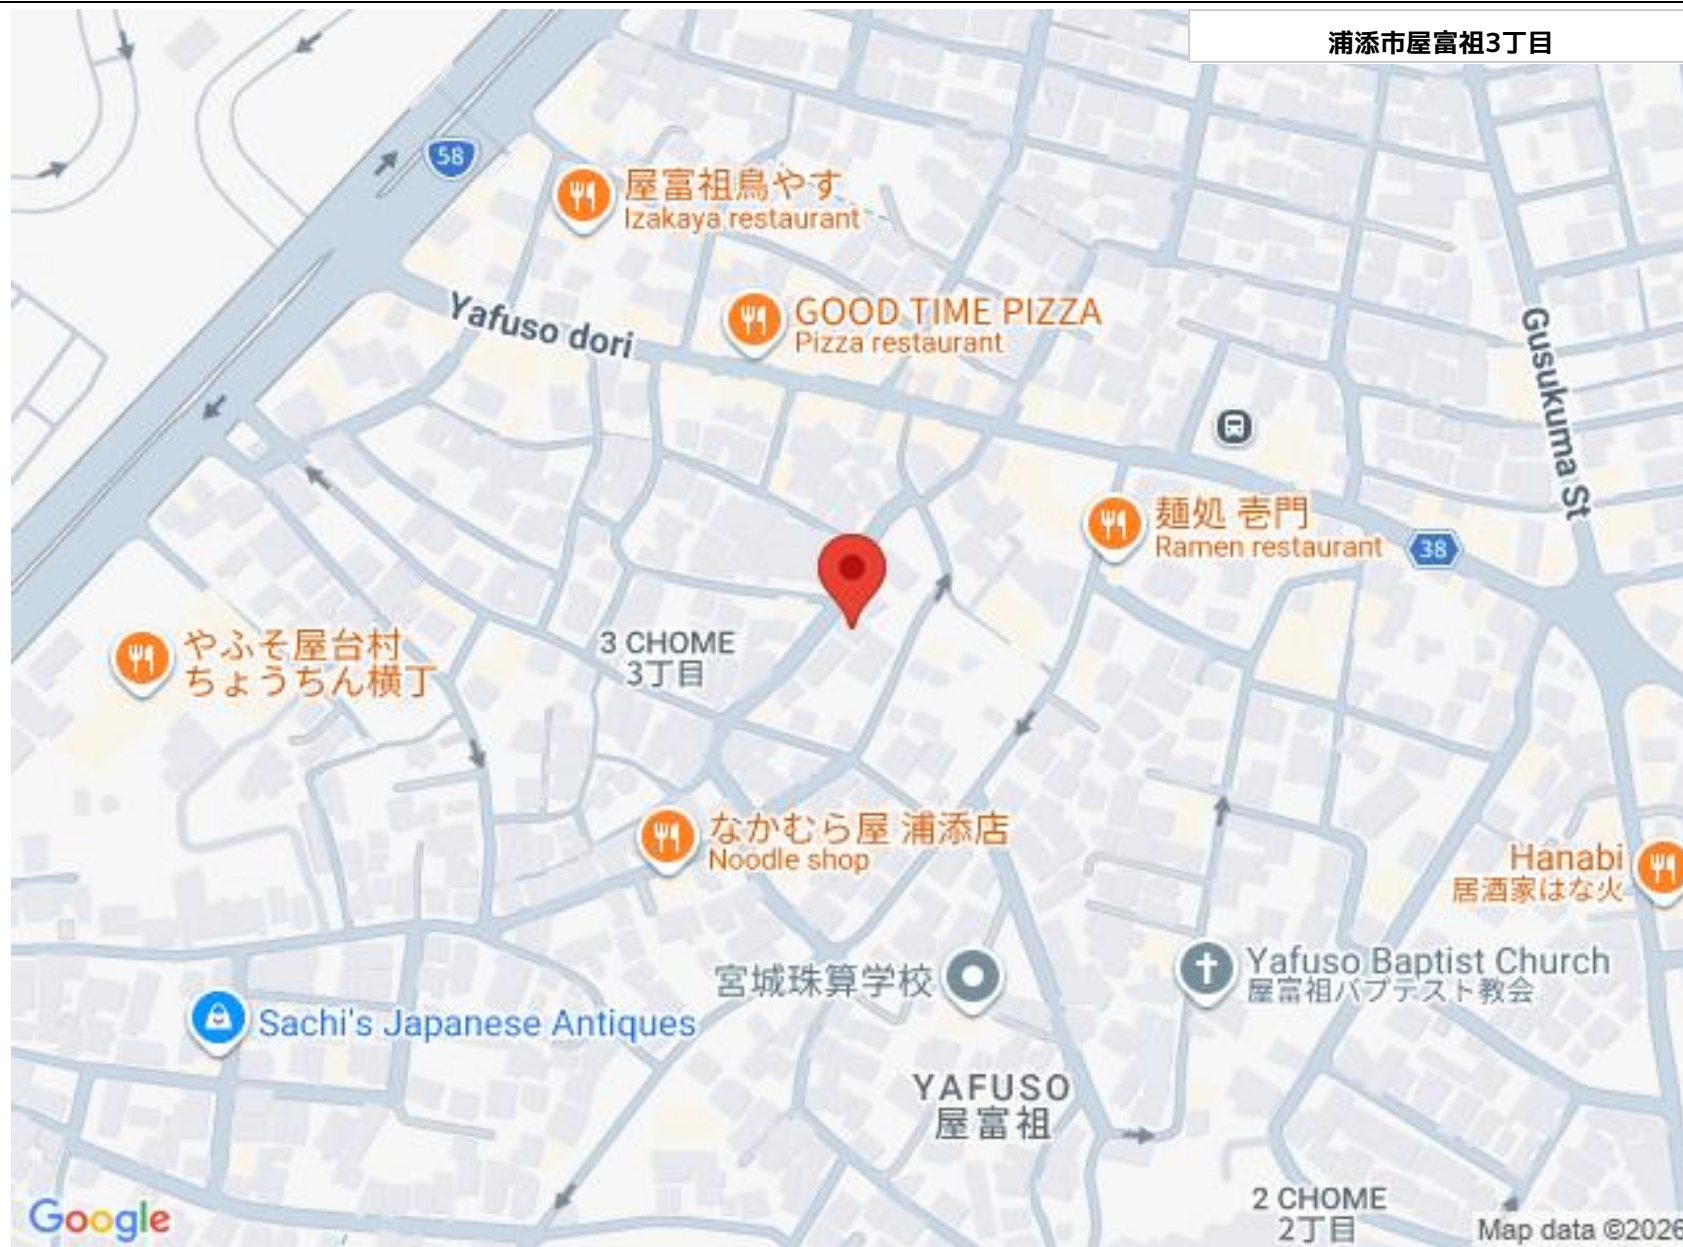 浦添市屋富祖3丁目
58
屋富祖鳥やす
Izakaya restaurant
GOOD TIME PIZZA
Pizza restaurant
Yafuso dori
Gusukuma St
麺処 壱門
Ramen restaurant
38
やふそ屋台村
ちょうちん横丁
3 CHOME
3丁目
なかむら屋 浦添店
Noodle shop
Hanabi
居酒家はな火
宮城珠算学校
Yafuso Baptist Church
屋富祖バプテスト教会
Sachi's Japanese Antiques
YAFUSO
屋富祖
2 CHOME
2丁目
Google
Map data ©2026